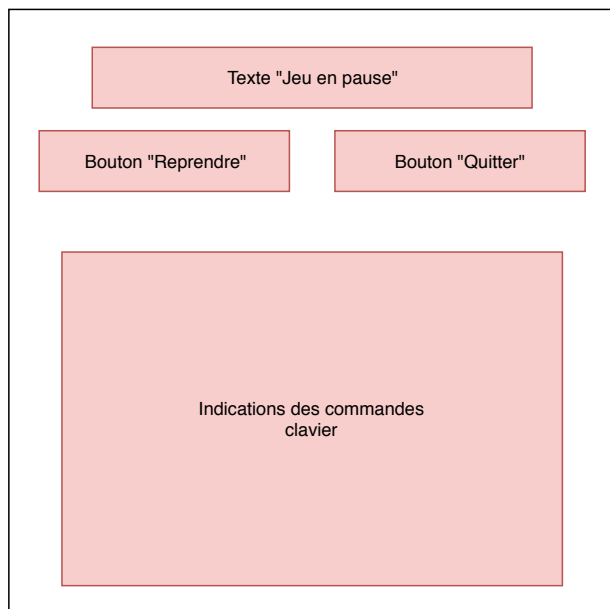 Texte "Jeu en pause"
Bouton "Reprendre"
Bouton "Quitter"
Indications des commandes
clavier